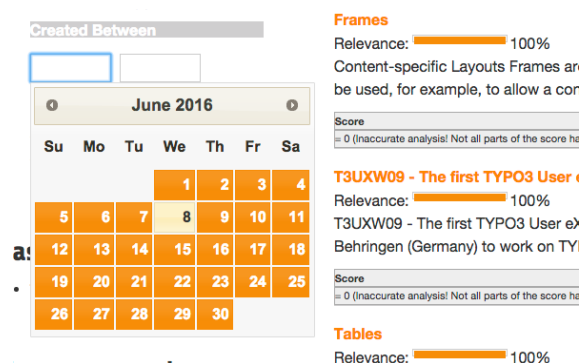 Created Between
June 2016
Su Mo Tu We Th Fr Sa
1 2 3 4
5 6 7 8 9 10 11
12 13 14 15 16 17 18
19 20 21 22 23 24 25
26 27 28 29 30
Frames
Relevance: 100%
Content-specific Layouts Frames are
be used, for example, to allow a con
Score
= 0 (Inaccurate analysis! Not all parts of the score ha
T3UXW09 - The first TYPO3 User e
Relevance: 100%
T3UXW09 - The first TYPO3 User eX
Behringen (Germany) to work on TY
Score
= 0 (Inaccurate analysis! Not all parts of the score ha
Tables
Relevance: 100%